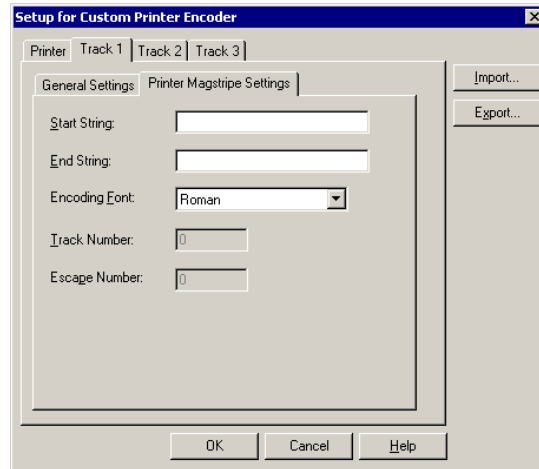 Setup for Custom Printer Encoder
Printer Track 1 Track 2 Track 3
General Settings Printer Magstripe Settings
Import...
Export...
Start String:
End String:
Encoding Font: Roman
Track Number: 0
Escape Number: 0
OK Cancel Help